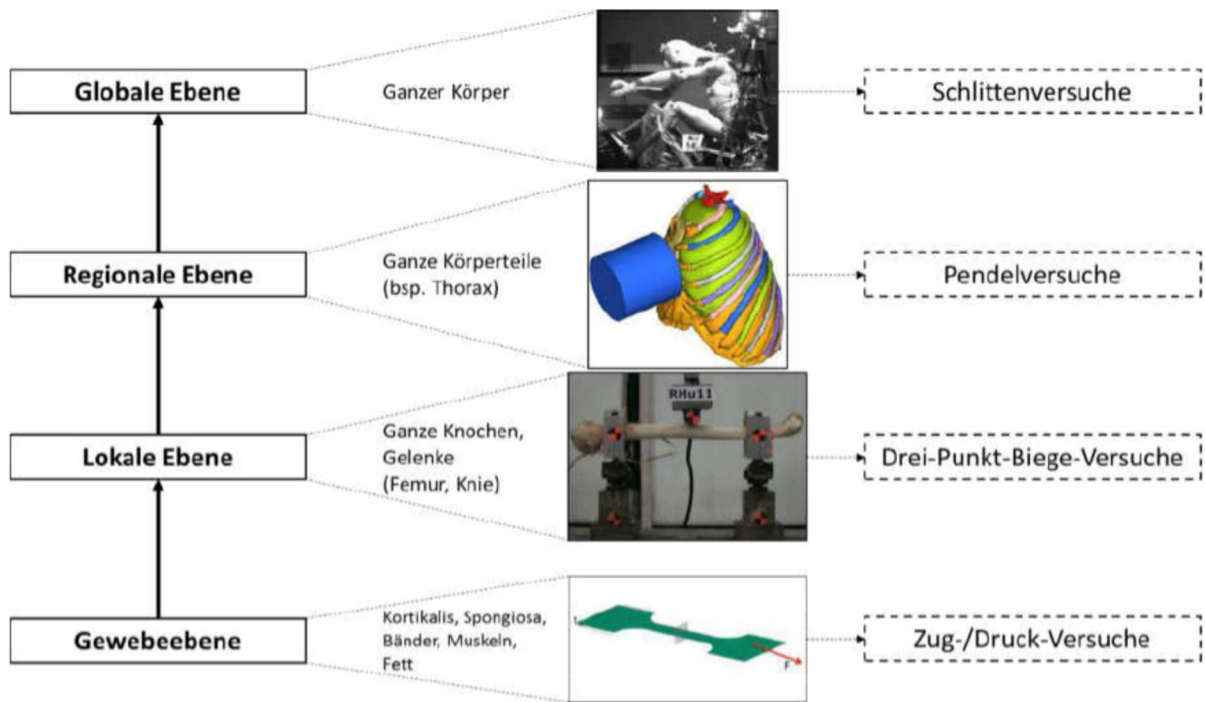 Globale Ebene
Ganzer Körper
Schlittenversuche
Regionale Ebene
Ganze Körperteile
(bsp. Thorax)
Pendelversuche
Lokale Ebene
Ganze Knochen,
Gelenke
(Femur, Knie)
RHu11
Drei-Punkt-Biege-Versuche
Gewebeebene
Kortikalis, Spongiosa,
Bänder, Muskeln,
Fett
F
Zug-/Druck-Versuche